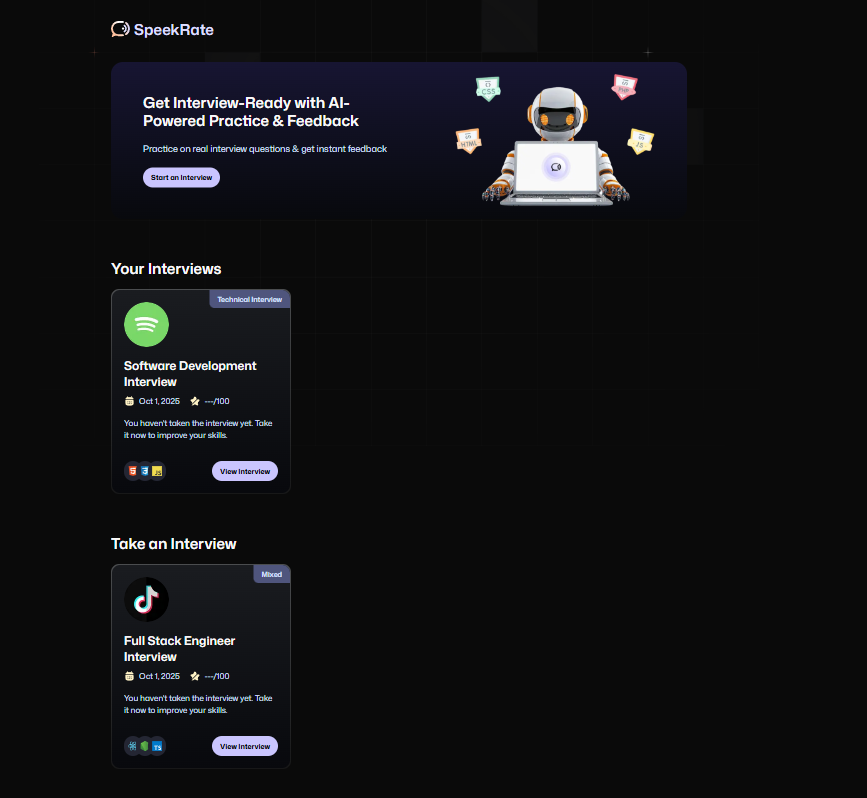 SpeekRate
Get Interview-Ready with AI-
Powered Practice & Feedback
Practice on real interview questions & get instant feedback
Start an Interview
CSS
PHP
HTML
JS
Your Interviews
Technical Interview
Software Development
Interview
Oct 1, 2025
---/100
You haven't taken the interview yet. Take
it now to improve your skills.
JS
View Interview
Take an Interview
Mixed
Full Stack Engineer
Interview
Oct 1, 2025
---/100
You haven't taken the interview yet. Take
it now to improve your skills.
TS
View Interview